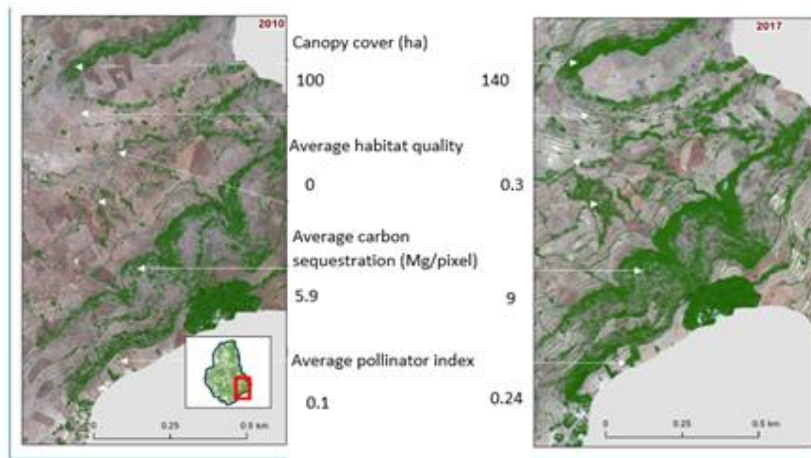 2010
2017
Canopy cover (ha)
100 140
Average habitat quality
0 0.3
Average carbon
sequestration (Mg/pixel)
5.9 9
Average pollinator index
0.1 0.24
0 0.25 0.5 km
0 0.25 0.5 km